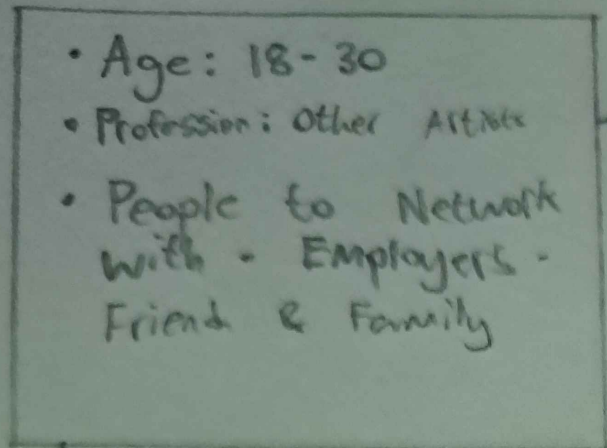 • Age: 18-30
• Profession: Other Artists
• People to Network
with - Employers -
Friend & Family